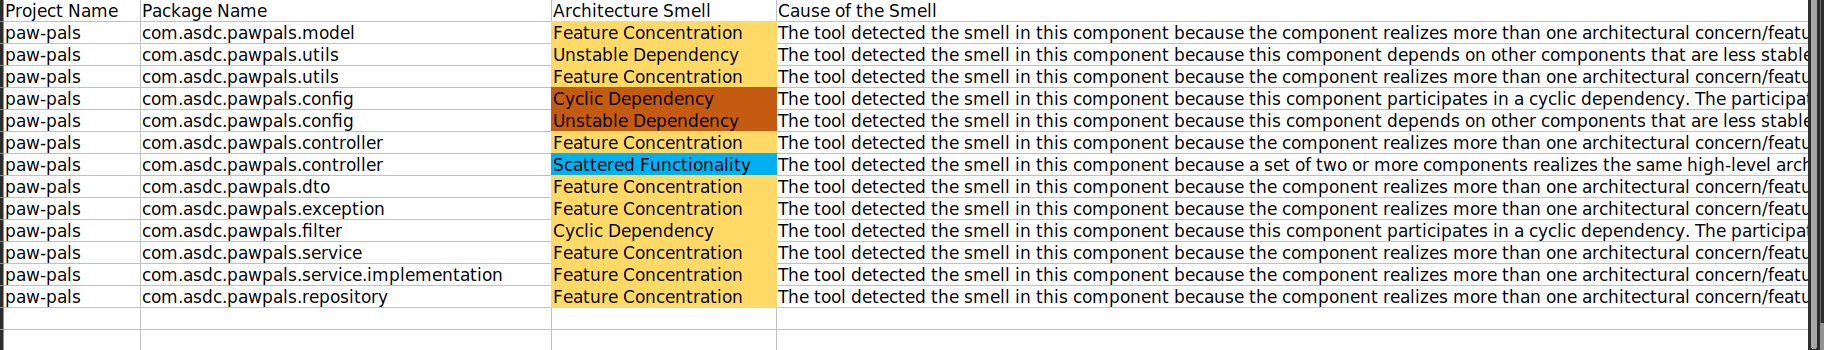 Project Name Package Name Architecture Smell Cause of the Smell
paw-pals com.asdc.pawpals.model Feature Concentration The tool detected the smell in this component because the component realizes more than one architectural concern/featu
paw-pals com.asdc.pawpals.utils Unstable Dependency The tool detected the smell in this component because this component depends on other components that are less stable
paw-pals com.asdc.pawpals.utils Feature Concentration The tool detected the smell in this component because the component realizes more than one architectural concern/featu
paw-pals com.asdc.pawpals.config Cyclic Dependency The tool detected the smell in this component because this component participates in a cyclic dependency. The participat
paw-pals com.asdc.pawpals.config Unstable Dependency The tool detected the smell in this component because this component depends on other components that are less stable
paw-pals com.asdc.pawpals.controller Feature Concentration The tool detected the smell in this component because the component realizes more than one architectural concern/featu
paw-pals com.asdc.pawpals.controller Scattered Functionality The tool detected the smell in this component because a set of two or more components realizes the same high-level arch
paw-pals com.asdc.pawpals.dto Feature Concentration The tool detected the smell in this component because the component realizes more than one architectural concern/featu
paw-pals com.asdc.pawpals.exception Feature Concentration The tool detected the smell in this component because the component realizes more than one architectural concern/featu
paw-pals com.asdc.pawpals.filter Cyclic Dependency The tool detected the smell in this component because this component participates in a cyclic dependency. The participat
paw-pals com.asdc.pawpals.service Feature Concentration The tool detected the smell in this component because the component realizes more than one architectural concern/featu
paw-pals com.asdc.pawpals.service.implementation Feature Concentration The tool detected the smell in this component because the component realizes more than one architectural concern/featu
paw-pals com.asdc.pawpals.repository Feature Concentration The tool detected the smell in this component because the component realizes more than one architectural concern/featu